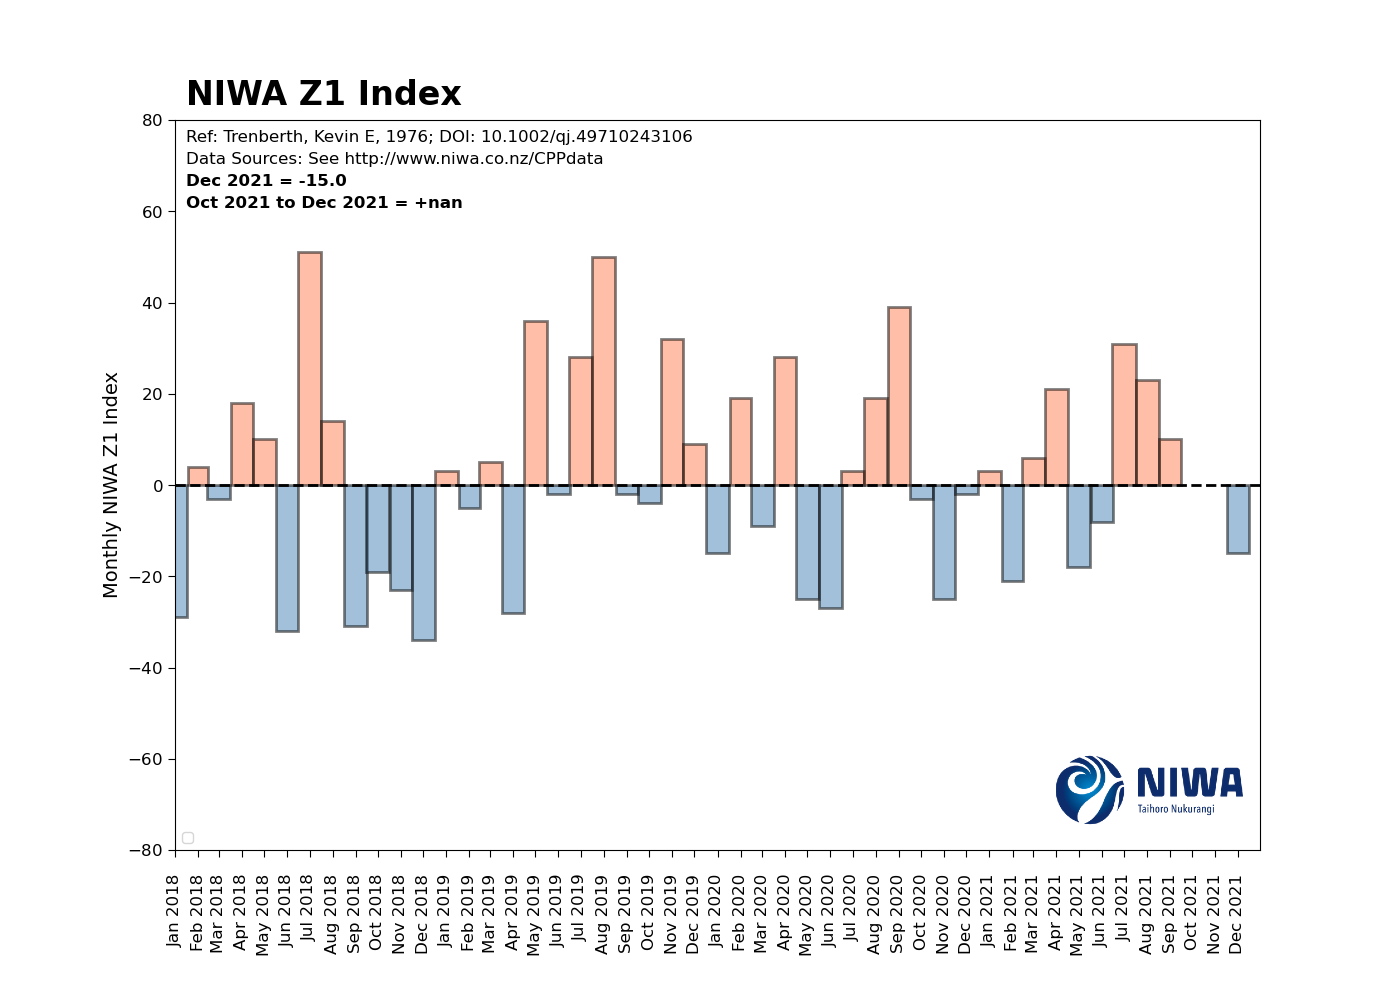 NIWA Z1 Index
Ref: Trenberth, Kevin E, 1976; DOI: 10.1002/qj.49710243106
Data Sources: See http://www.niwa.co.nz/CPPdata
Dec 2021 = -15.0
Oct 2021 to Dec 2021 = +nan
Monthly NIWA Z1 Index
80
60
40
20
0
−20
−40
−60
−80
NIWA
Taihoro Nukurangi
Jan 2018
Feb 2018
Mar 2018
Apr 2018
May 2018
Jun 2018
Jul 2018
Aug 2018
Sep 2018
Oct 2018
Nov 2018
Dec 2018
Jan 2019
Feb 2019
Mar 2019
Apr 2019
May 2019
Jun 2019
Jul 2019
Aug 2019
Sep 2019
Oct 2019
Nov 2019
Dec 2019
Jan 2020
Feb 2020
Mar 2020
Apr 2020
May 2020
Jun 2020
Jul 2020
Aug 2020
Sep 2020
Oct 2020
Nov 2020
Dec 2020
Jan 2021
Feb 2021
Mar 2021
Apr 2021
May 2021
Jun 2021
Jul 2021
Aug 2021
Sep 2021
Oct 2021
Nov 2021
Dec 2021